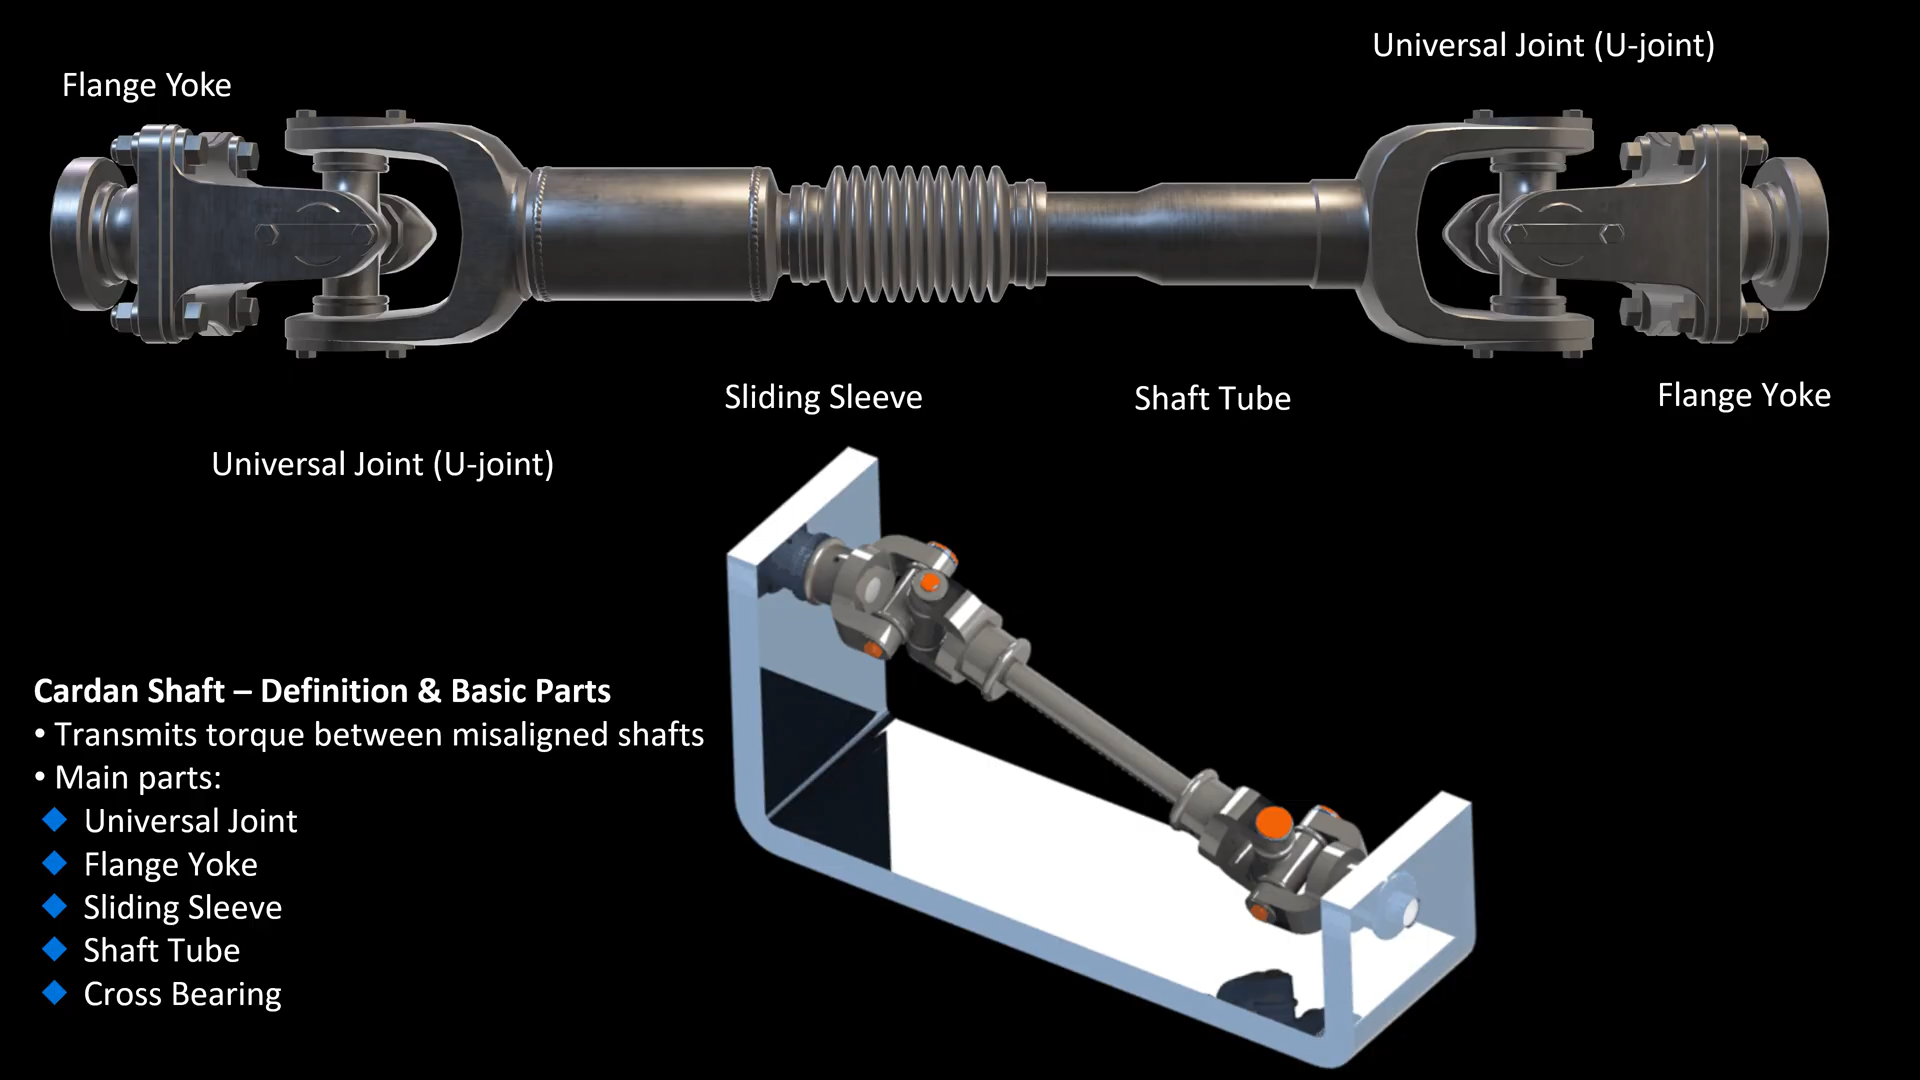 Universal Joint (U-joint)
Flange Yoke
Sliding Sleeve
Shaft Tube
Flange Yoke
Universal Joint (U-joint)
Cardan Shaft – Definition & Basic Parts
• Transmits torque between misaligned shafts
• Main parts:
🔹 Universal Joint
🔹 Flange Yoke
🔹 Sliding Sleeve
🔹 Shaft Tube
🔹 Cross Bearing